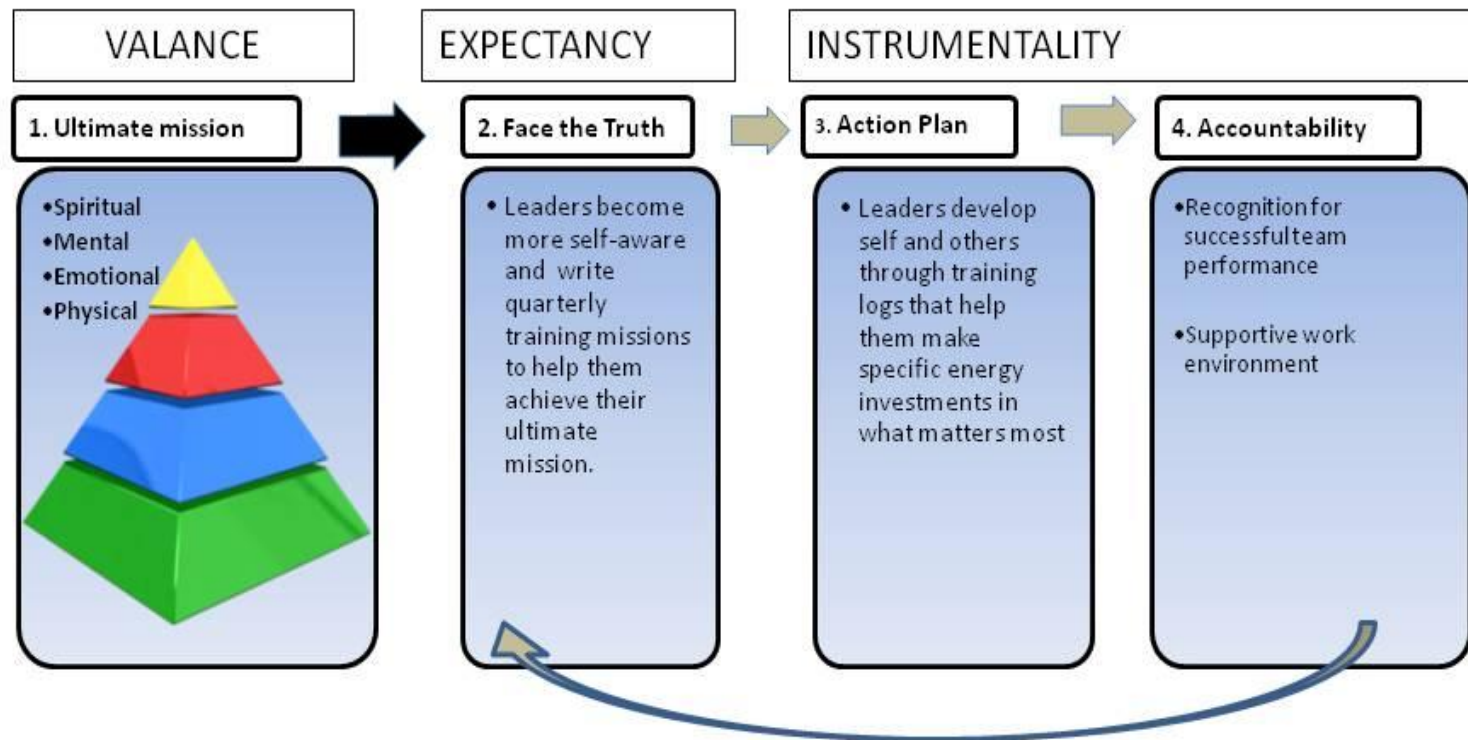 VALANCE
EXPECTANCY
INSTRUMENTALITY
1. Ultimate mission
2. Face the Truth
3. Action Plan
4. Accountability
•Spiritual
•Mental
•Emotional
•Physical
• Leaders become
more self-aware
and write
quarterly
training missions
to help them
achieve their
ultimate
mission.
• Leaders develop
self and others
through training
logs that help
them make
specific energy
investments in
what matters most
•Recognition for
successful team
performance
•Supportive work
environment